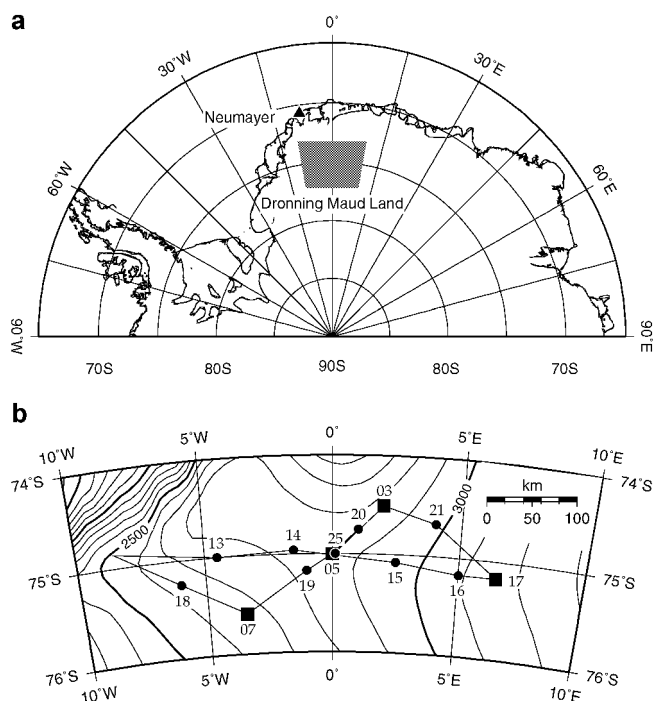 a
0°
30°W
30°E
Neumayer
60°W
60°E
Dronning Maud Land
90°W
90°E
70S
80S
90S
80S
70S
b
0°
5°W
5°E
10°W
10°E
74°S
74°S
km
0 50 100
03
20
21
3000
2500
13
14
25
05
15
16
17
19
18
07
75°S
75°S
76°S
76°S
10°W
5°W
0°
5°E
10°E